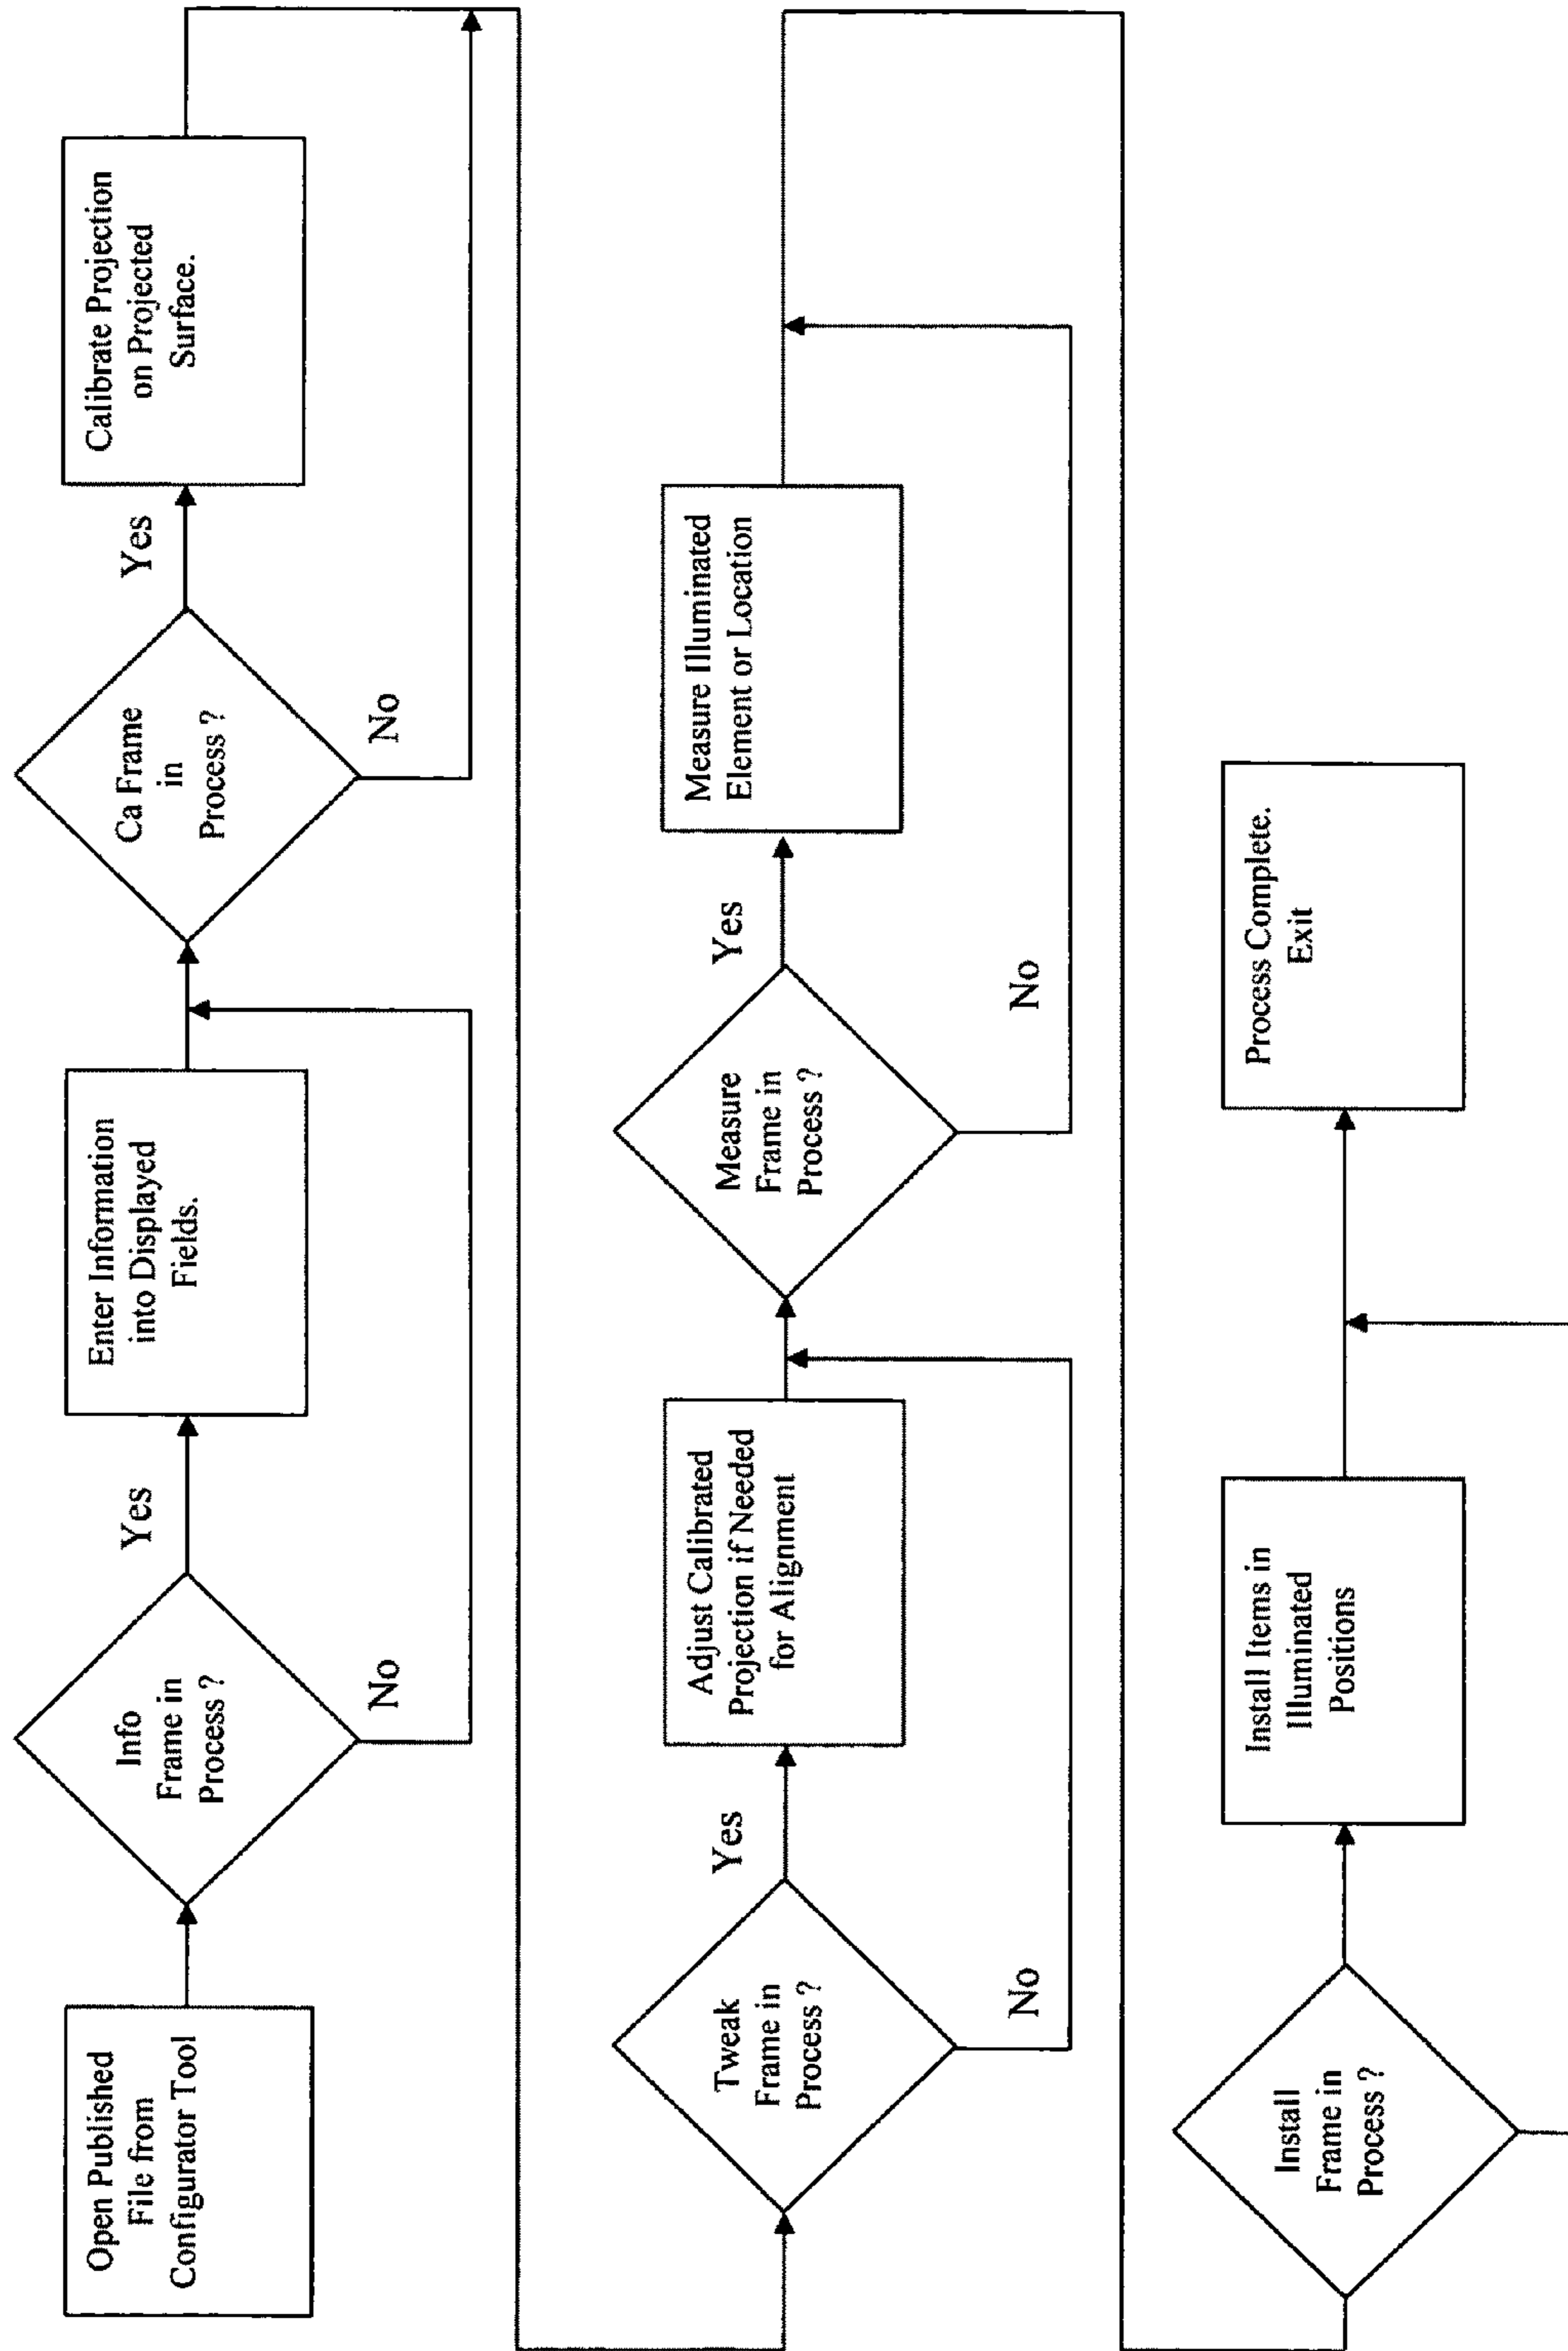 Open Published
File from
Configurator Tool
Info
Frame in
Process ?
Yes
No
Enter Information
into Displayed
Fields.
Ca Frame
in
Process ?
Yes
No
Calibrate Projection
on Projected
Surface.
Tweak
Frame in
Process ?
Yes
No
Adjust Calibrated
Projection if Needed
for Alignment
Measure
Frame in
Process ?
Yes
No
Measure Illuminated
Element or Location
Install
Frame in
Process ?
Install Items in
Illuminated
Positions
Process Complete.
Exit